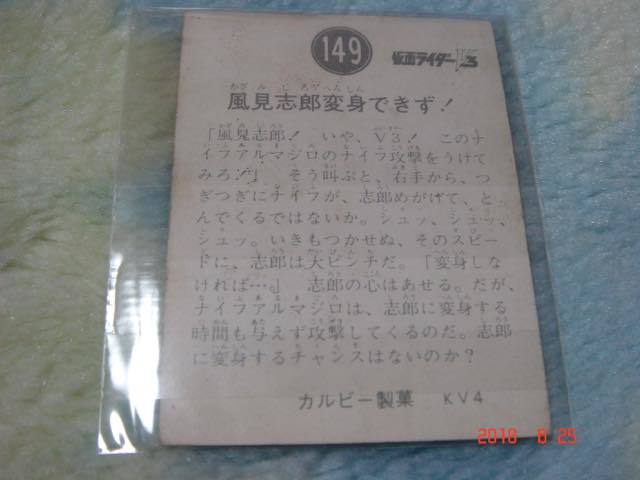 149
仮面ライダーV3
風見志郎変身できず!
「風見志郎! いや、V3! このナ
イフアルマジロのナイフ攻撃をうけて
みろ!」 そう叫ぶと、右手から、つ
ぎつぎにナイフが、志郎めがけて、と
んでくるではないか。シュッ、シュッ、
シュッ。いきもつかせぬ、そのスピー
ドに、志郎は大ピンチだ。「変身しな
ければ…。」 志郎の心はあせる。だが、
ナイフアルマジロは、志郎に変身する
時間も与えず攻撃してくるのだ。志郎
に変身するチャンスはないのか?
カルビー製菓 KV4
2010 8 25